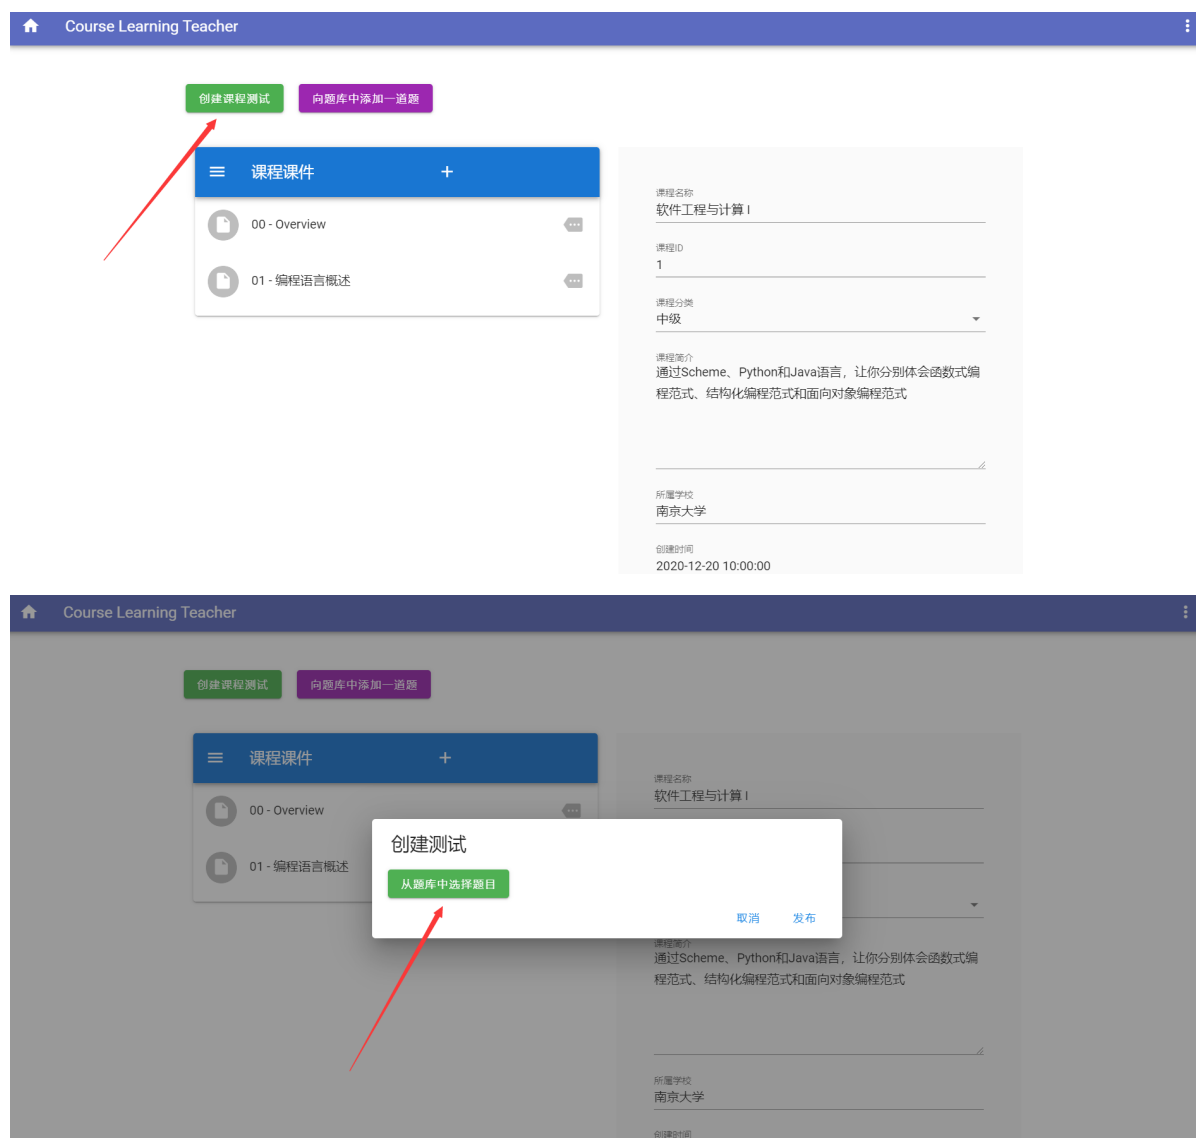 Course Learning Teacher
创建课程测试
向题库中添加一道题
课程课件
00 - Overview
01 - 编程语言概述
课程名称
软件工程与计算 I
课程ID
1
课程分类
中级
课程简介
通过Scheme、Python和Java语言，让你分别体会函数式编
程范式、结构化编程范式和面向对象编程范式
所属学校
南京大学
创建时间
2020-12-20 10:00:00
Course Learning Teacher
创建课程测试
向题库中添加一道题
课程课件
00 - Overview
01 - 编程语言概述
课程名称
软件工程与计算 I
创建测试
从题库中选择题目
取消
发布
课程简介
通过Scheme、Python和Java语言，让你分别体会函数式编
程范式、结构化编程范式和面向对象编程范式
所属学校
南京大学
创建时间